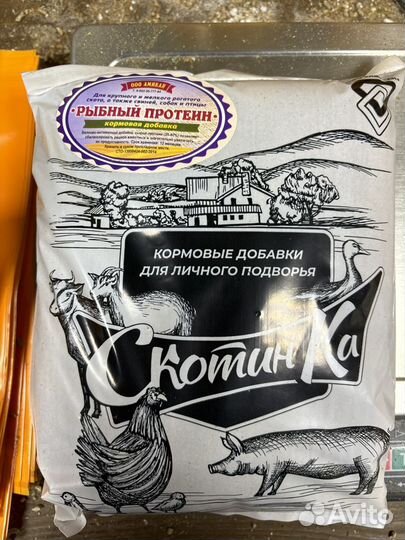 ООО АМИЛЛИ
Для крупного и мелкого рогатого
скота, а также свиней, собак и птицы
РЫБНЫЙ ПРОТЕИН
кормовая добавка
КОРМОВЫЕ ДОБАВКИ
ДЛЯ ЛИЧНОГО ПОДВОРЬЯ
СкотинКа
Avito